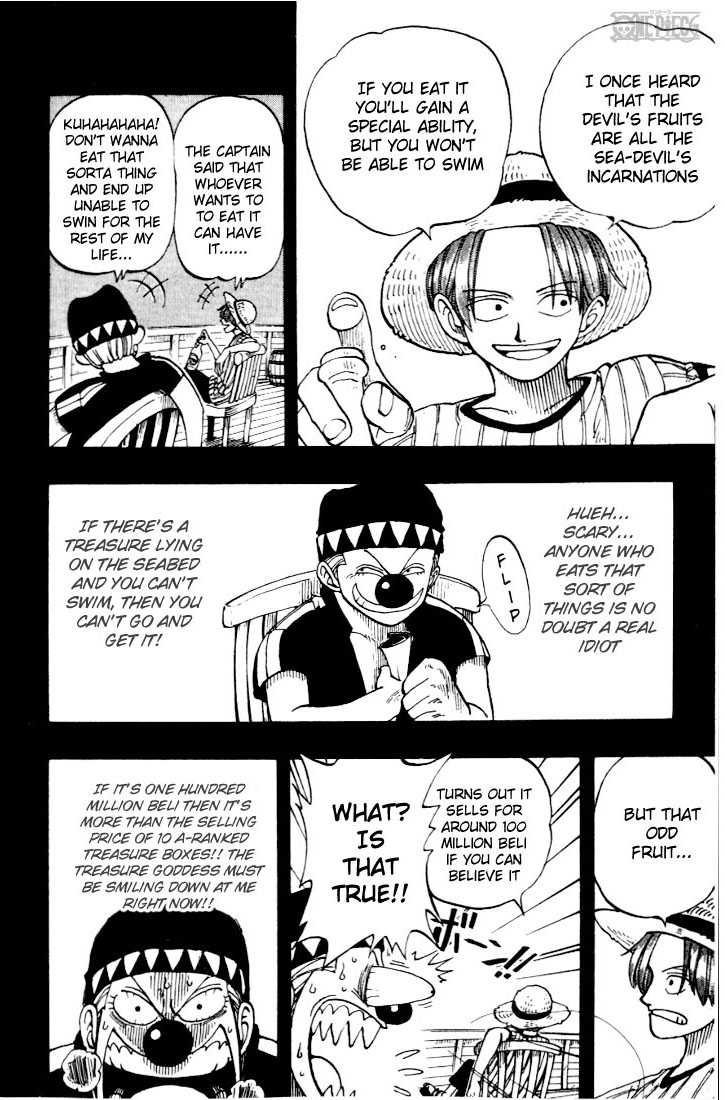 ONE PIECE
I ONCE HEARD
THAT THE
DEVIL'S FRUITS
ARE ALL THE
SEA-DEVIL'S
INCARNATIONS
IF YOU EAT IT
YOU'LL GAIN A
SPECIAL ABILITY,
BUT YOU WON'T
BE ABLE TO SWIM
THE CAPTAIN
SAID THAT
WHOEVER
WANTS TO
TO EAT IT
CAN HAVE
IT......
KUHAHAHAHA!
DON'T WANNA
EAT THAT
SORTA THING
AND END UP
UNABLE TO
SWIN FOR THE
REST OF MY
LIFE...
HUEH...
SCARY...
ANYONE WHO
EATS THAT
SORT OF
THINGS IS NO
DOUBT A REAL
IDIOT
FLIP
IF THERE'S A
TREASURE LYING
ON THE SEABED
AND YOU CAN'T
SWIM, THEN YOU
CAN'T GO AND
GET IT!
BUT THAT
ODD
FRUIT...
TURNS OUT IT
SELLS FOR
AROUND 100
MILLION BELI
IF YOU CAN
BELIEVE IT
WHAT?
IS
THAT
TRUE!!
IF IT'S ONE HUNDRED
MILLION BELI THEN IT'S
MORE THAN THE SELLING
PRICE OF 10 A-RANKED
TREASURE BOXES!! THE
TREASURE GODDESS MUST
BE SMILING DOWN AT ME
RIGHT NOW!!